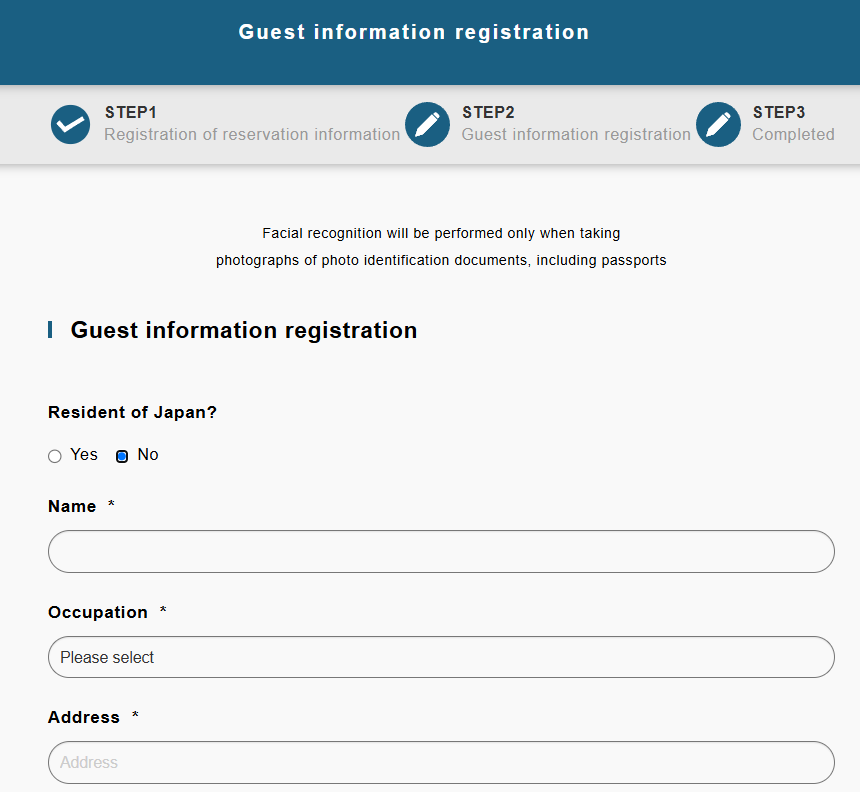 Guest information registration
STEP1
Registration of reservation information
STEP2
Guest information registration
STEP3
Completed
Facial recognition will be performed only when taking
photographs of photo identification documents, including passports
Guest information registration
Resident of Japan?
Yes No
Name *
Occupation *
Please select
Address *
Address